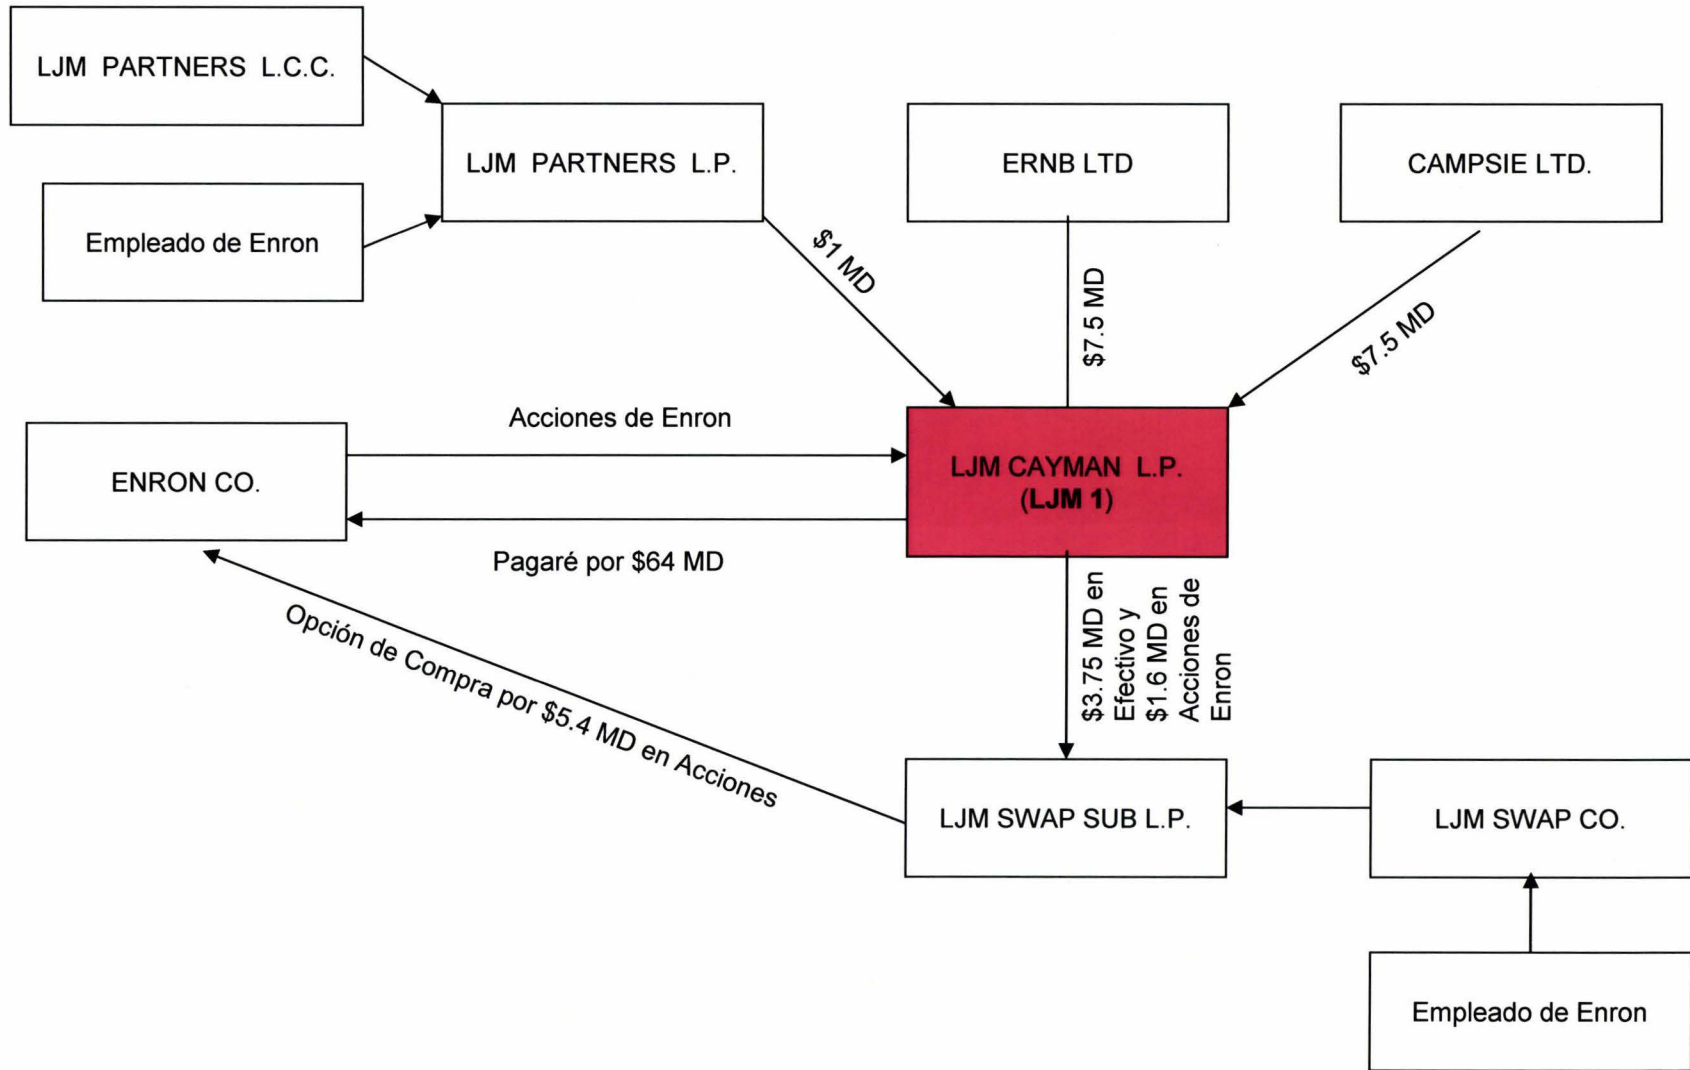 LJM PARTNERS L.C.C.
LJM PARTNERS L.P.
ERNB LTD
CAMPSIE LTD.
Empleado de Enron
$1 MD
$7.5 MD
$7.5 MD
Acciones de Enron
ENRON CO.
LJM CAYMAN L.P.
(LJM 1)
Pagaré por $64 MD
Opción de Compra por $5.4 MD en Acciones
$3.75 MD en
Efectivo y
$1.6 MD en
Acciones de
Enron
LJM SWAP SUB L.P.
LJM SWAP CO.
Empleado de Enron